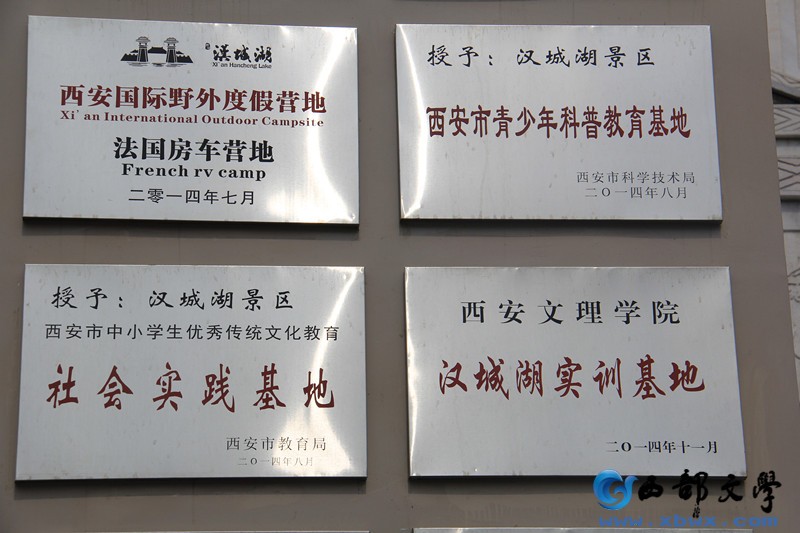 漢城湖
Xi'an Hancheng Lake
西安国际野外度假营地
Xi'an International Outdoor Campsite
法国房车营地
French rv camp
二零一四年七月
授予：汉城湖景区
西安市青少年科普教育基地
西安市科学技术局
二〇一四年八月
授予：汉城湖景区
西安市中小学生优秀传统文化教育
社会实践基地
西安市教育局
二〇一四年八月
西安文理学院
汉城湖实训基地
二〇一四年十一月
西部文学